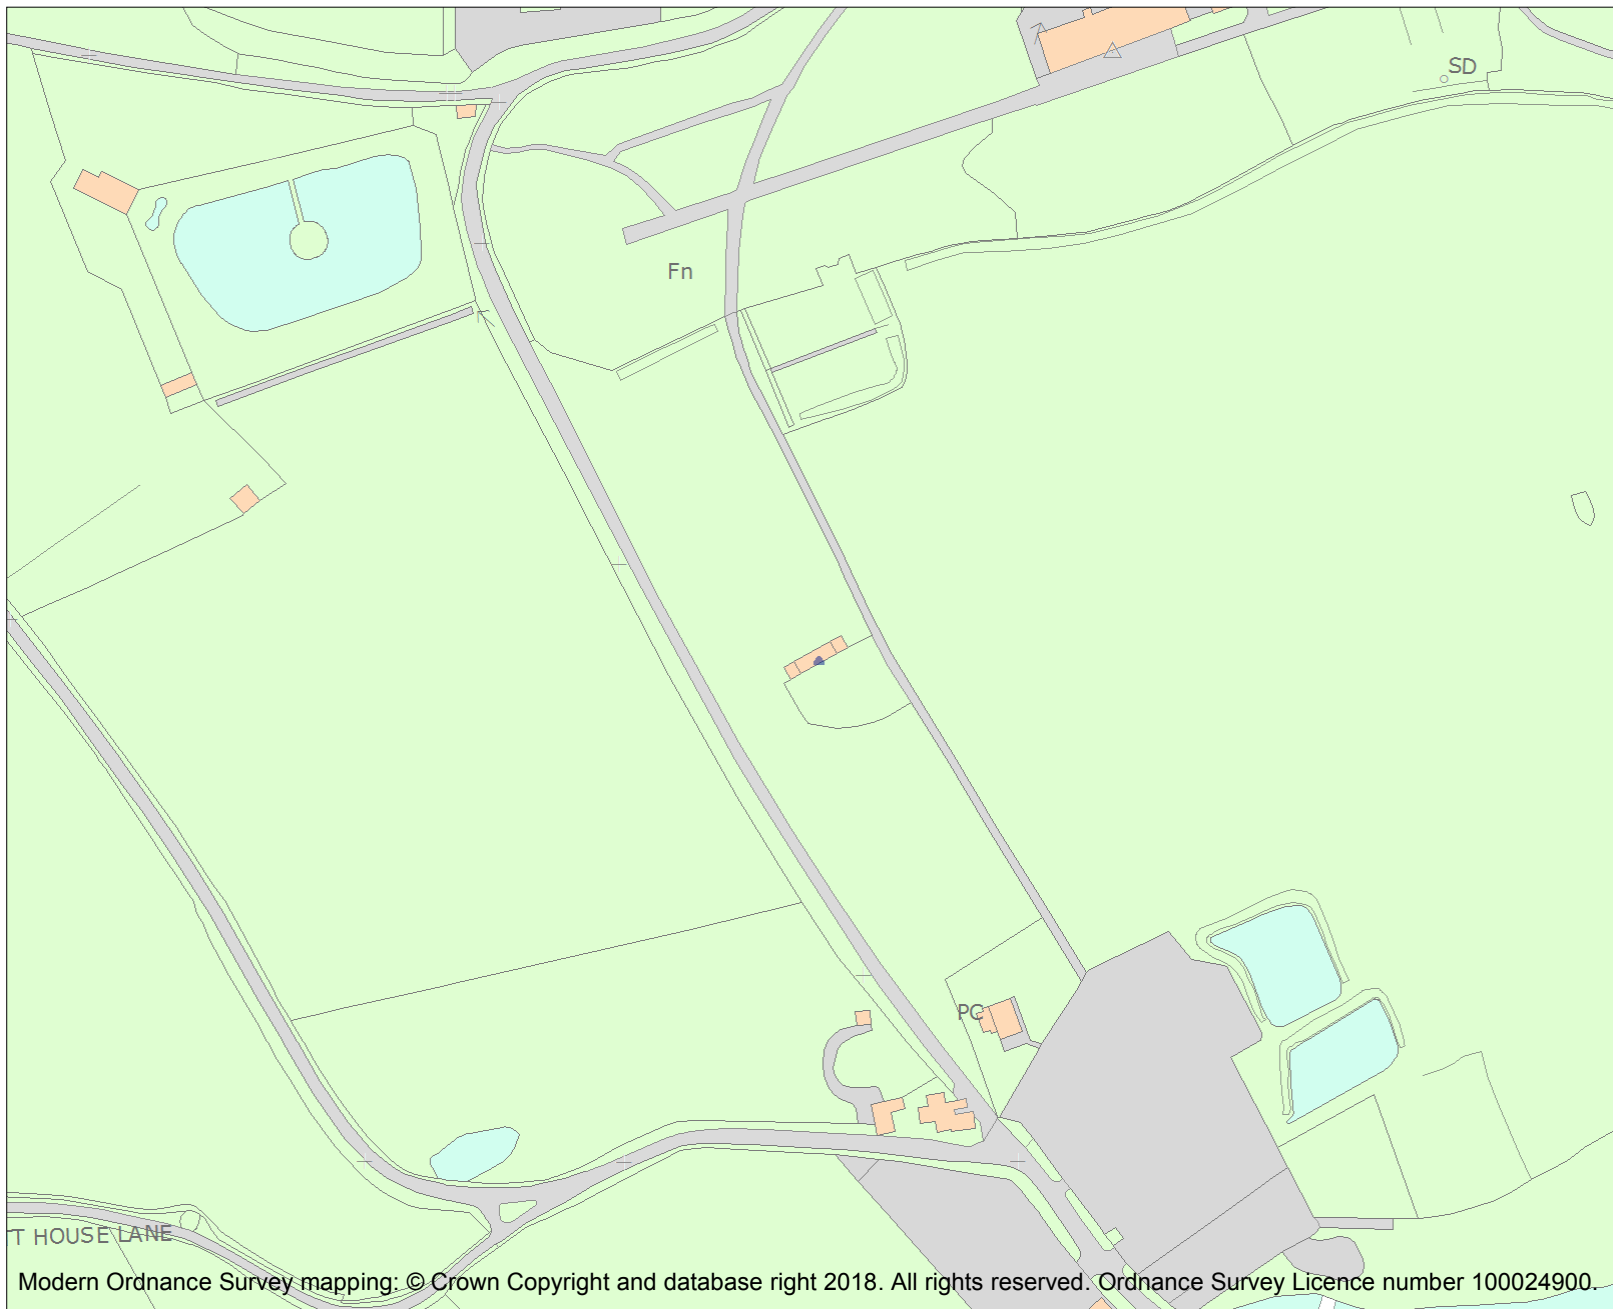 SD
Fn
PC
T HOUSE LANE
Modern Ordnance Survey mapping: © Crown Copyright and database right 2018. All rights reserved. Ordnance Survey Licence number 100024900.